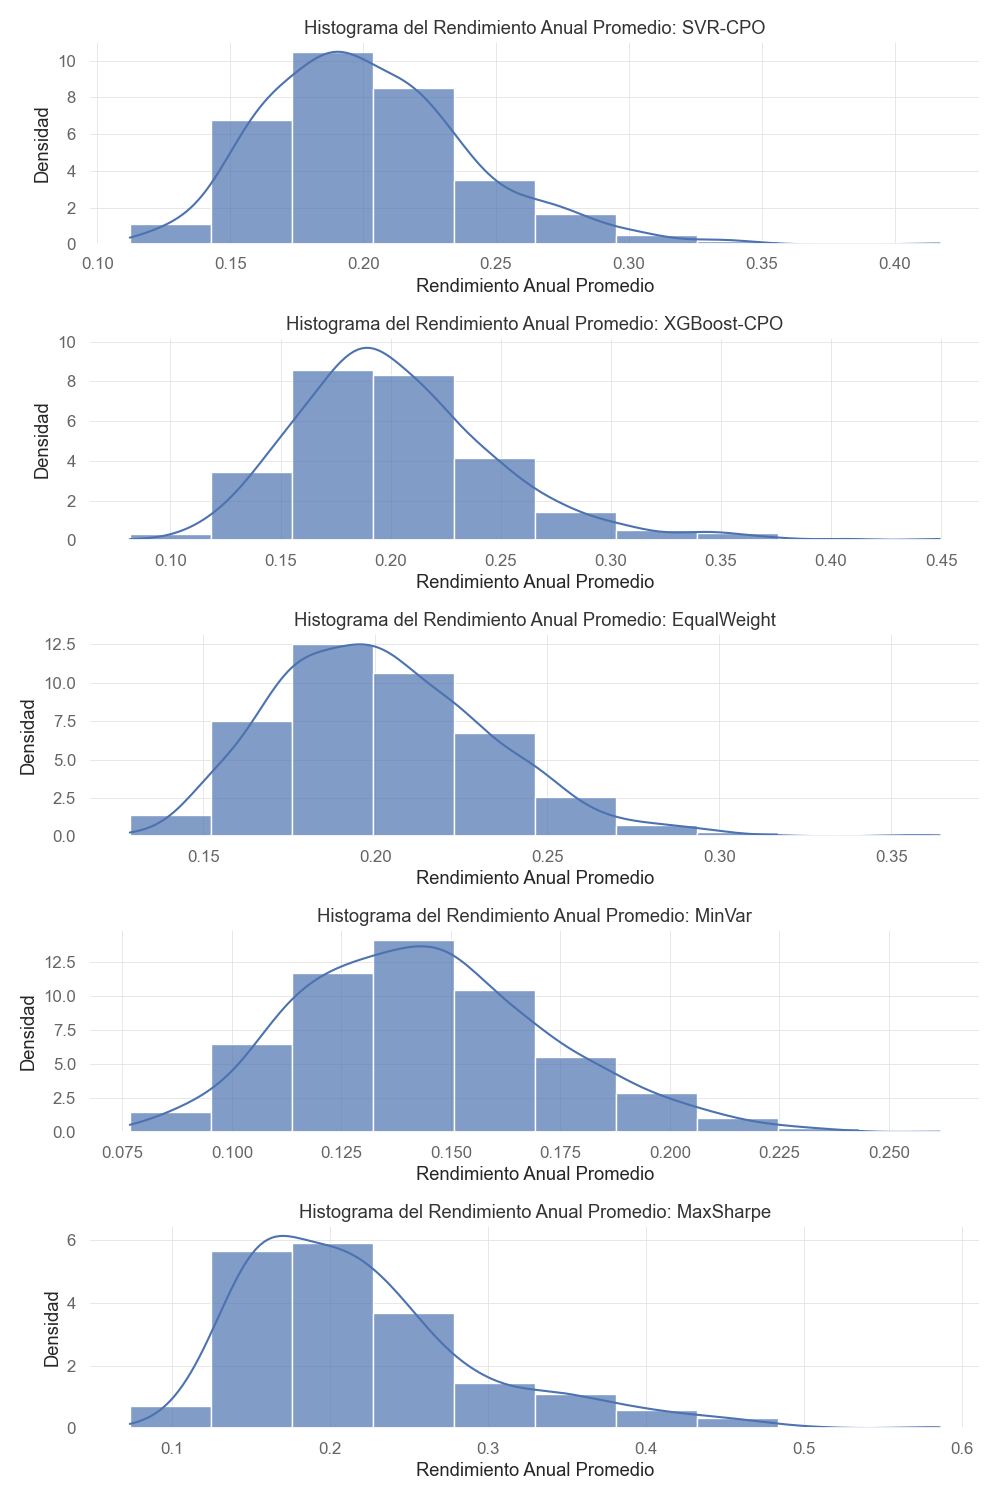 Histograma del Rendimiento Anual Promedio: SVR-CPO
10
8
6
4
2
0
Densidad
0.10 0.15 0.20 0.25 0.30 0.35 0.40
Rendimiento Anual Promedio
Histograma del Rendimiento Anual Promedio: XGBoost-CPO
10
8
6
4
2
0
Densidad
0.10 0.15 0.20 0.25 0.30 0.35 0.40 0.45
Rendimiento Anual Promedio
Histograma del Rendimiento Anual Promedio: EqualWeight
12.5
10.0
7.5
5.0
2.5
0.0
Densidad
0.15 0.20 0.25 0.30 0.35
Rendimiento Anual Promedio
Histograma del Rendimiento Anual Promedio: MinVar
12.5
10.0
7.5
5.0
2.5
0.0
Densidad
0.075 0.100 0.125 0.150 0.175 0.200 0.225 0.250
Rendimiento Anual Promedio
Histograma del Rendimiento Anual Promedio: MaxSharpe
6
4
2
0
Densidad
0.1 0.2 0.3 0.4 0.5 0.6
Rendimiento Anual Promedio